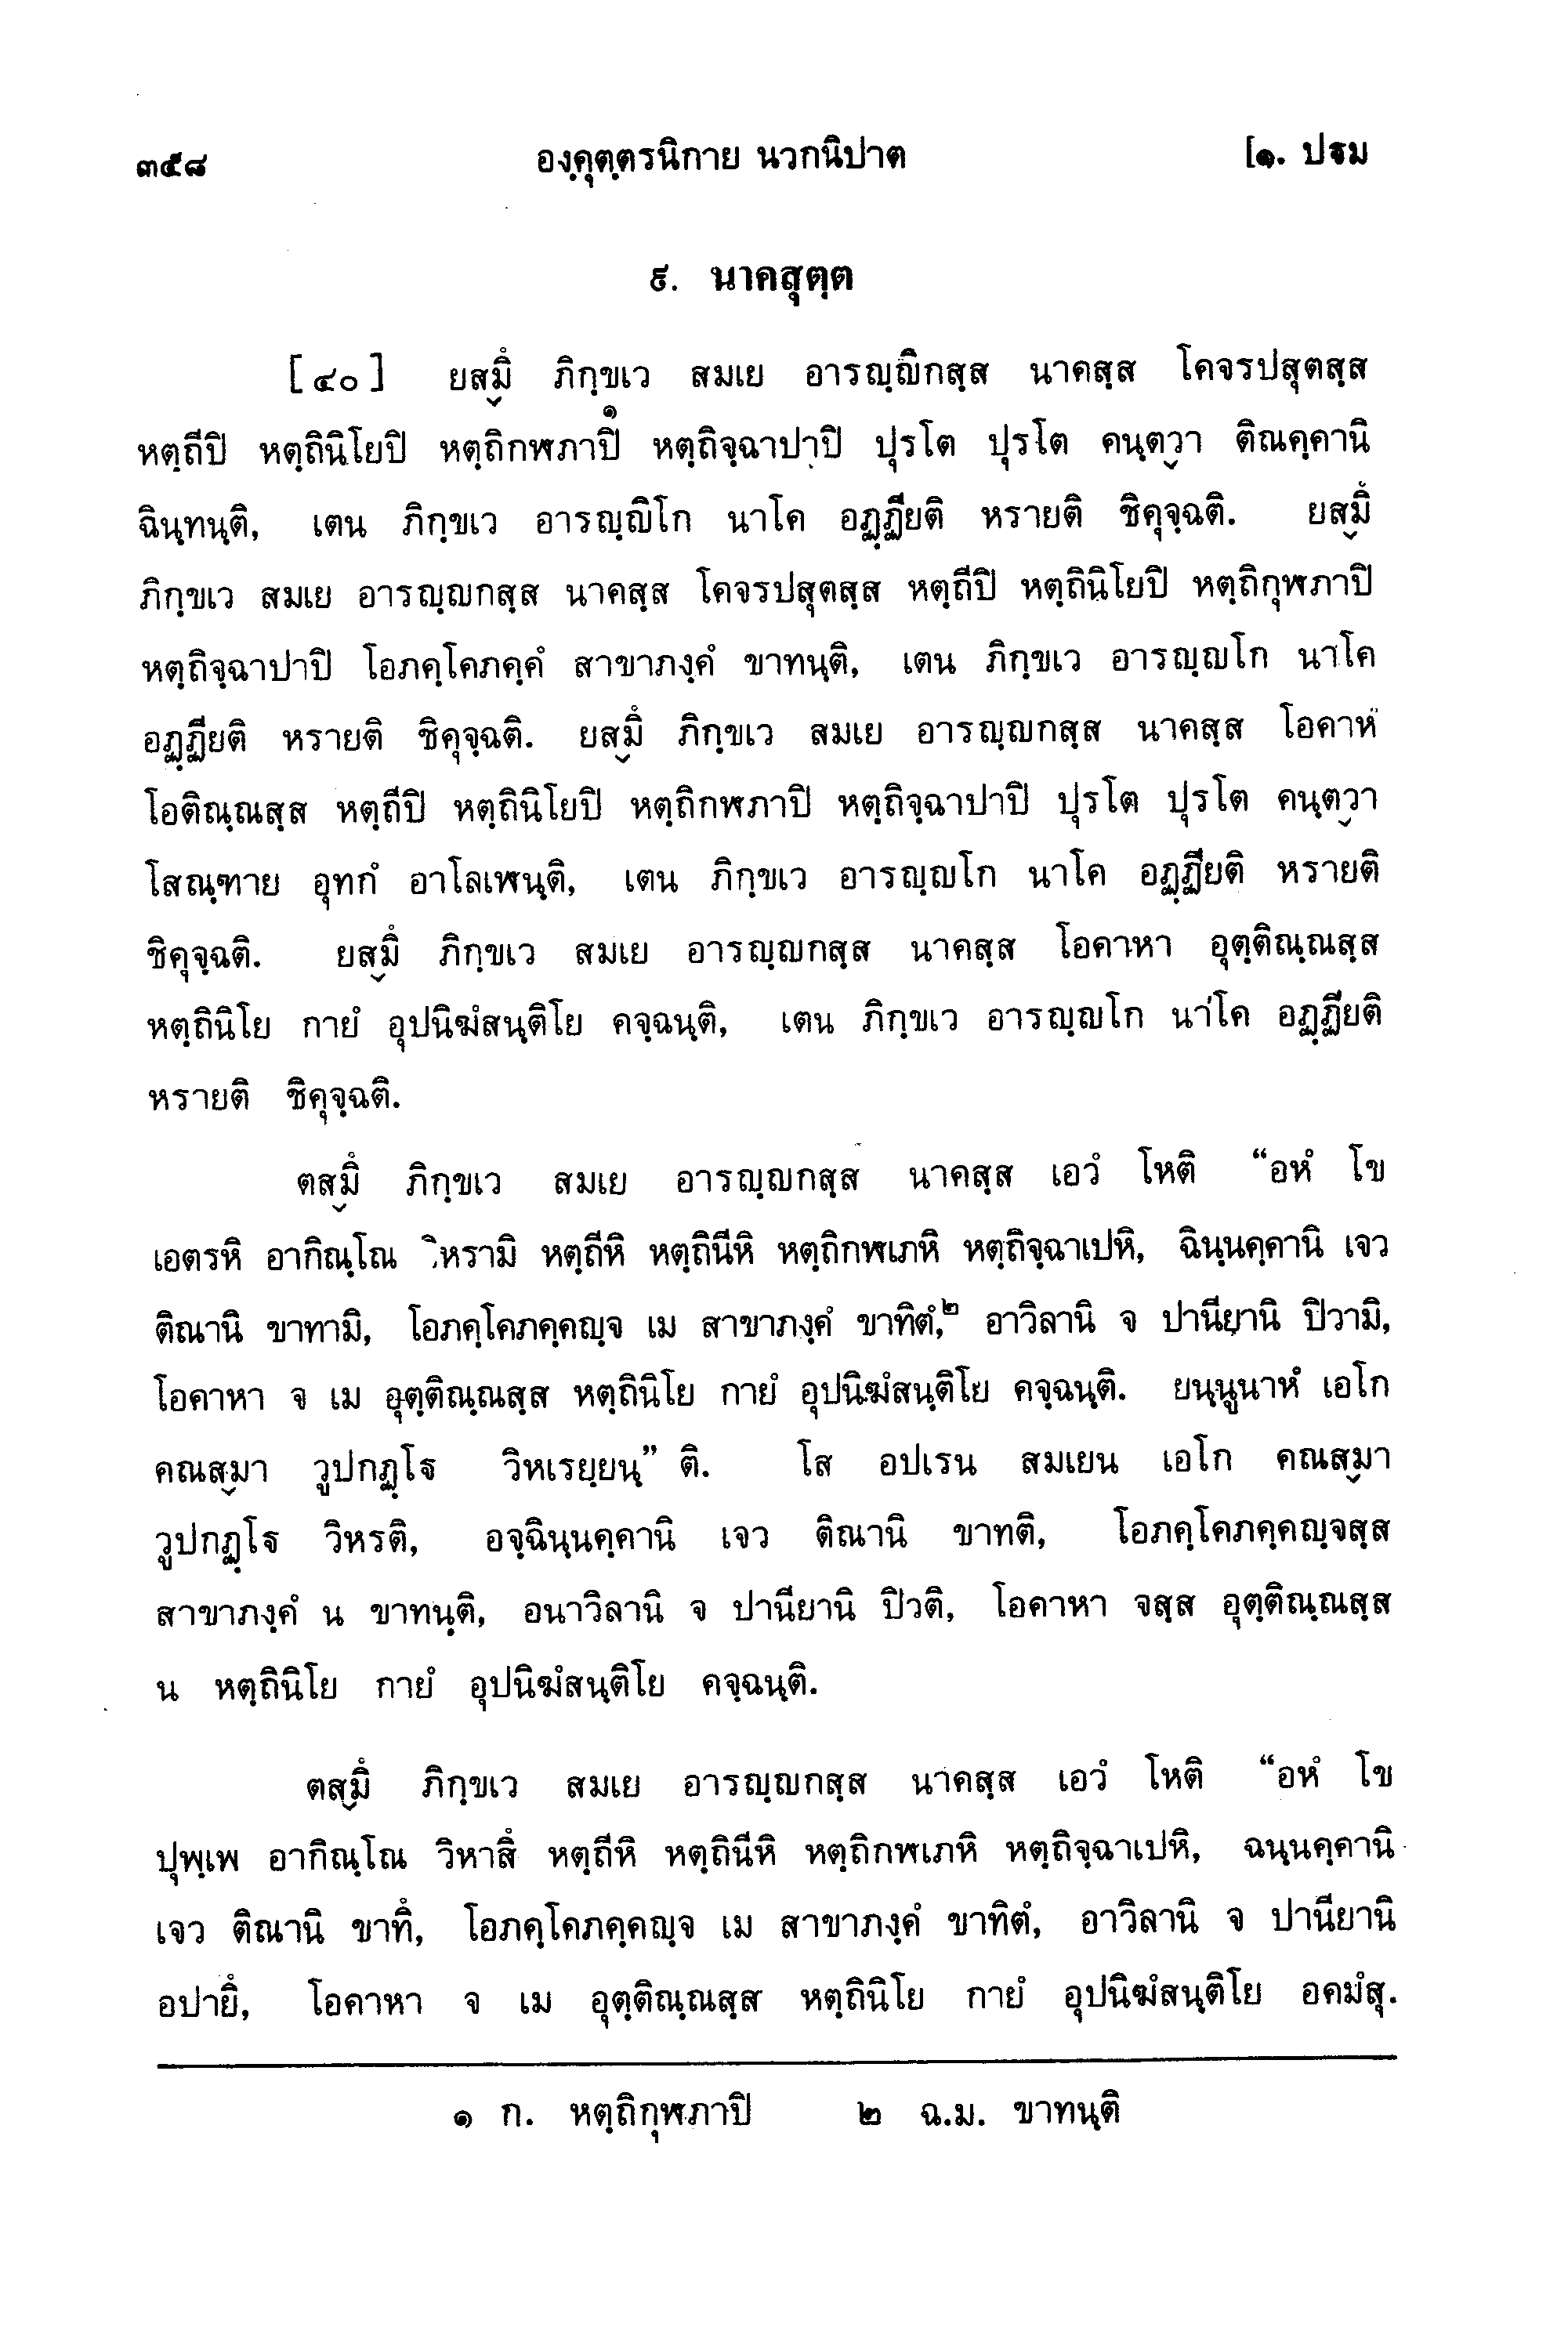 ๓๕๘ องฺคุตฺตรนิกาย นวกนิปาต [๑. ปฐม
๙. นาคสุตฺต
[๔๐] ยสฺมึ ภิกฺขเว สมเย อารญฺญิกสฺส นาคสฺส โคจรปสุตสฺส
หตฺถีปิ หตฺถินิโยปิ หตฺถิกฬภาปิ๑ หตฺถิจฺฉาปาปิ ปุรโต ปุรโต คนฺตฺวา ติณคฺคานิ
ฉินฺทนฺติ, เตน ภิกฺขเว อารญฺญิโก นาโค อฏฺฏียติ หรายติ ชิคุจฺฉติ. ยสฺมึ
ภิกฺขเว สมเย อารญฺญกสฺส นาคสฺส โคจรปสุตสฺส หตฺถีปิ หตฺถินิโยปิ หตฺถิกุฬภาปิ
หตฺถิจฺฉาปาปิ โอภคฺโคภคฺคํ สาขาภงฺคํ ขาทนฺติ, เตน ภิกฺขเว อารญฺญโก นาโค
อฏฺฏียติ หรายติ ชิคุจฺฉติ. ยสฺมึ ภิกฺขเว สมเย อารญฺญกสฺส นาคสฺส โอคาหํ
โอติณฺณสฺส หตฺถีปิ หตฺถินิโยปิ หตฺถิกฬภาปิ หตฺถิจฺฉาปาปิ ปุรโต ปุรโต คนฺตฺวา
โสณฺฑาย อุทกํ อาโลเฬนฺติ, เตน ภิกฺขเว อารญฺญโก นาโค อฏฺฏียติ หรายติ
ชิคุจฺฉติ. ยสฺมึ ภิกฺขเว สมเย อารญฺญกสฺส นาคสฺส โอคาหา อุตฺติณฺณสฺส
หตฺถินิโย กายํ อุปนิฆํสนฺติโย คจฺฉนฺติ, เตน ภิกฺขเว อารญฺญโก นาโค อฏฺฏียติ
หรายติ ชิคุจฺฉติ.
ตสฺมึ ภิกฺขเว สมเย อารญฺญกสฺส นาคสฺส เอวํ โหติ “อหํ โข
เอตรหิ อากิณฺโณ วิหรามิ หตฺถีหิ หตฺถินีหิ หตฺถิกฬเภหิ หตฺถิจฺฉาเปหิ, ฉินฺนคฺคานิ เจว
ติณานิ ขาทามิ, โอภคฺโคภคฺคญฺจ เม สาขาภงฺคํ ขาทิตํ,๒ อาวิลานิ จ ปานียานิ ปิวามิ,
โอคาหา จ เม อุตฺติณฺณสฺส หตฺถินิโย กายํ อุปนิฆํสนฺติโย คจฺฉนฺติ. ยนฺนูนาหํ เอโก
คณสฺมา วูปกฏฺโฐ วิหเรยฺยนฺ” ติ. โส อปเรน สมเยน เอโก คณสฺมา
วูปกฏฺโฐ วิหรติ, อจฺฉินฺนคฺคานิ เจว ติณานิ ขาทติ, โอภคฺโคภคฺคญฺจสฺส
สาขาภงฺคํ น ขาทนฺติ, อนาวิลานิ จ ปานียานิ ปิวติ, โอคาหา จสฺส อุตฺติณฺณสฺส
น หตฺถินิโย กายํ อุปนิฆํสนฺติโย คจฺฉนฺติ.
ตสฺมึ ภิกฺขเว สมเย อารญฺญกสฺส นาคสฺส เอวํ โหติ “อหํ โข
ปุพฺเพ อากิณฺโณ วิหาสึ หตฺถีหิ หตฺถินีหิ หตฺถิกฬเภหิ หตฺถิจฺฉาเปหิ, ฉนฺนคฺคานิ
เจว ติณานิ ขาทึ, โอภคฺโคภคฺคญฺจ เม สาขาภงฺคํ ขาทิตํ, อาวิลานิ จ ปานียานิ
อปายึ, โอคาหา จ เม อุตฺติณฺณสฺส หตฺถินิโย กายํ อุปนิฆํสนฺติโย อคมํสุ.
๑ ก. หตฺถิกุฬภาปิ ๒ ฉ.ม. ขาทนฺติ